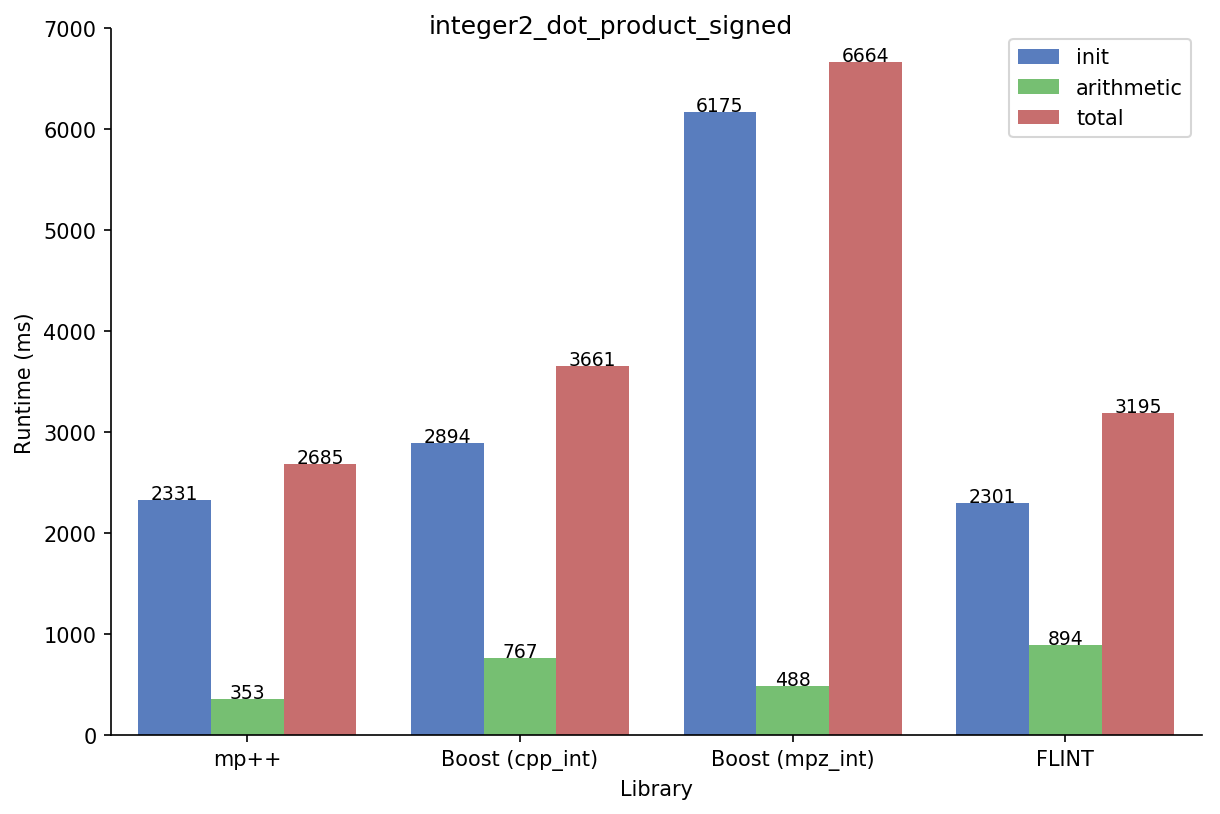 integer2_dot_product_signed
init
arithmetic
total
Runtime (ms)
7000
6000
5000
4000
3000
2000
1000
0
2331
353
2685
2894
767
3661
6175
488
6664
2301
894
3195
mp++
Boost (cpp_int)
Boost (mpz_int)
FLINT
Library